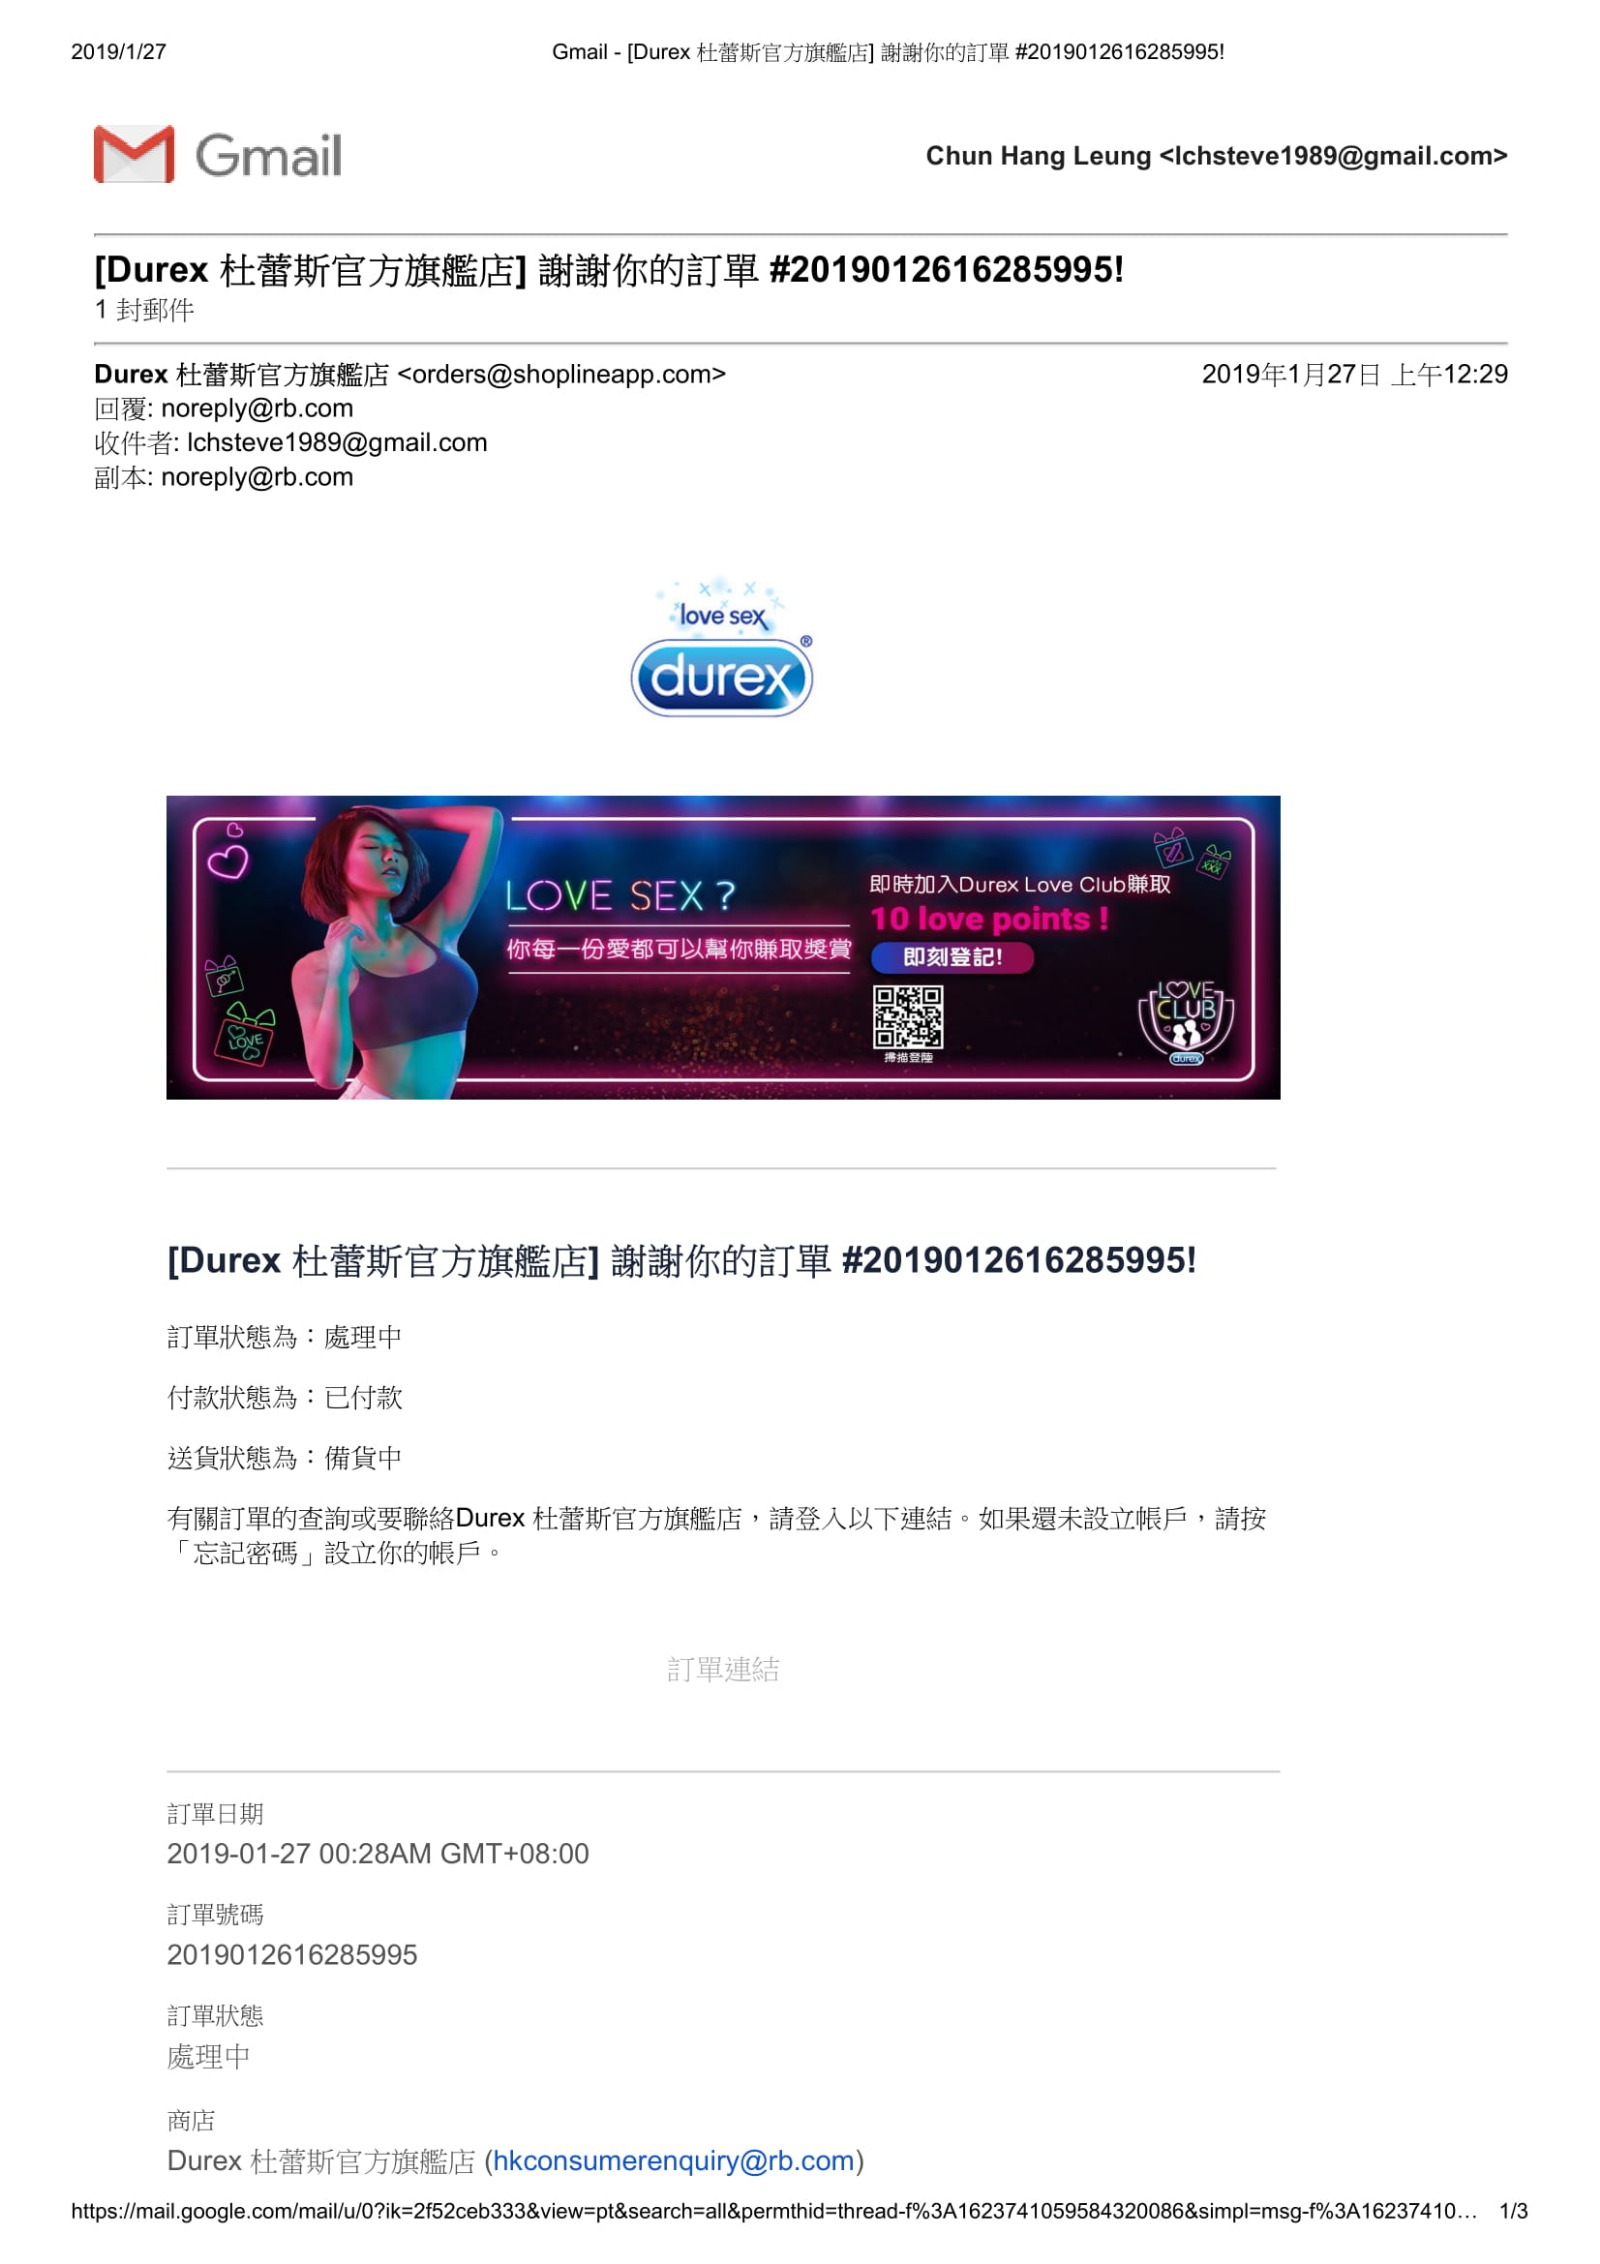 2019/1/27
Gmail - [Durex 杜蕾斯官方旗艦店] 謝謝你的訂單 #2019012616285995!
Gmail
Chun Hang Leung <lchsteve1989@gmail.com>
[Durex 杜蕾斯官方旗艦店] 謝謝你的訂單 #2019012616285995!
1 封郵件
Durex 杜蕾斯官方旗艦店 <orders@shoplineapp.com>
2019年1月27日 上午12:29
回覆: noreply@rb.com
收件者: lchsteve1989@gmail.com
副本: noreply@rb.com
love sex
durex®
LOVE SEX ?
你每一份愛都可以幫你賺取獎賞
即時加入Durex Love Club賺取
10 love points !
即刻登記!
掃描登陸
LOVE
LOVE
CLUB
durex
[Durex 杜蕾斯官方旗艦店] 謝謝你的訂單 #2019012616285995!
訂單狀態為：處理中
付款狀態為：已付款
送貨狀態為：備貨中
有關訂單的查詢或要聯絡Durex 杜蕾斯官方旗艦店，請登入以下連結。如果還未設立帳戶，請按
「忘記密碼」設立你的帳戶。
訂單連結
訂單日期
2019-01-27 00:28AM GMT+08:00
訂單號碼
2019012616285995
訂單狀態
處理中
商店
Durex 杜蕾斯官方旗艦店 (hkconsumerenquiry@rb.com)
https://mail.google.com/mail/u/0?ik=2f52ceb333&view=pt&search=all&permthid=thread-f%3A1623741059584320086&simpl=msg-f%3A16237410…
1/3